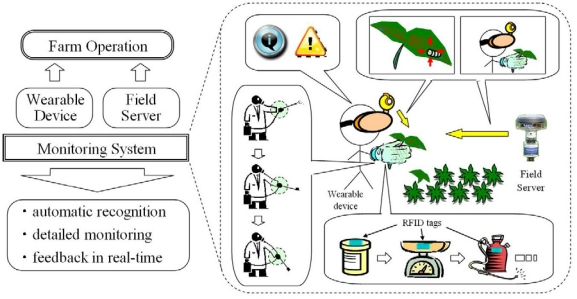 Farm Operation
Wearable
Device
Field
Server
Monitoring System
• automatic recognition
• detailed monitoring
• feedback in real-time
Wearable
device
Field
Server
RFID tags